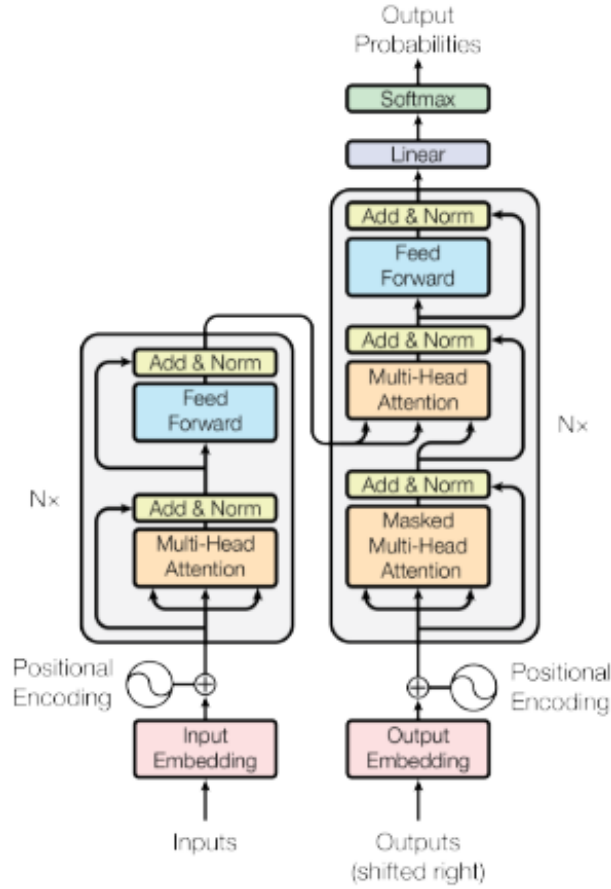 Output
Probabilities
Softmax
Linear
Add & Norm
Feed
Forward
Add & Norm
Multi-Head
Attention
Add & Norm
Masked
Multi-Head
Attention
N×
Add & Norm
Feed
Forward
Add & Norm
Multi-Head
Attention
N×
Positional
Encoding
Positional
Encoding
Input
Embedding
Output
Embedding
Inputs
Outputs
(shifted right)